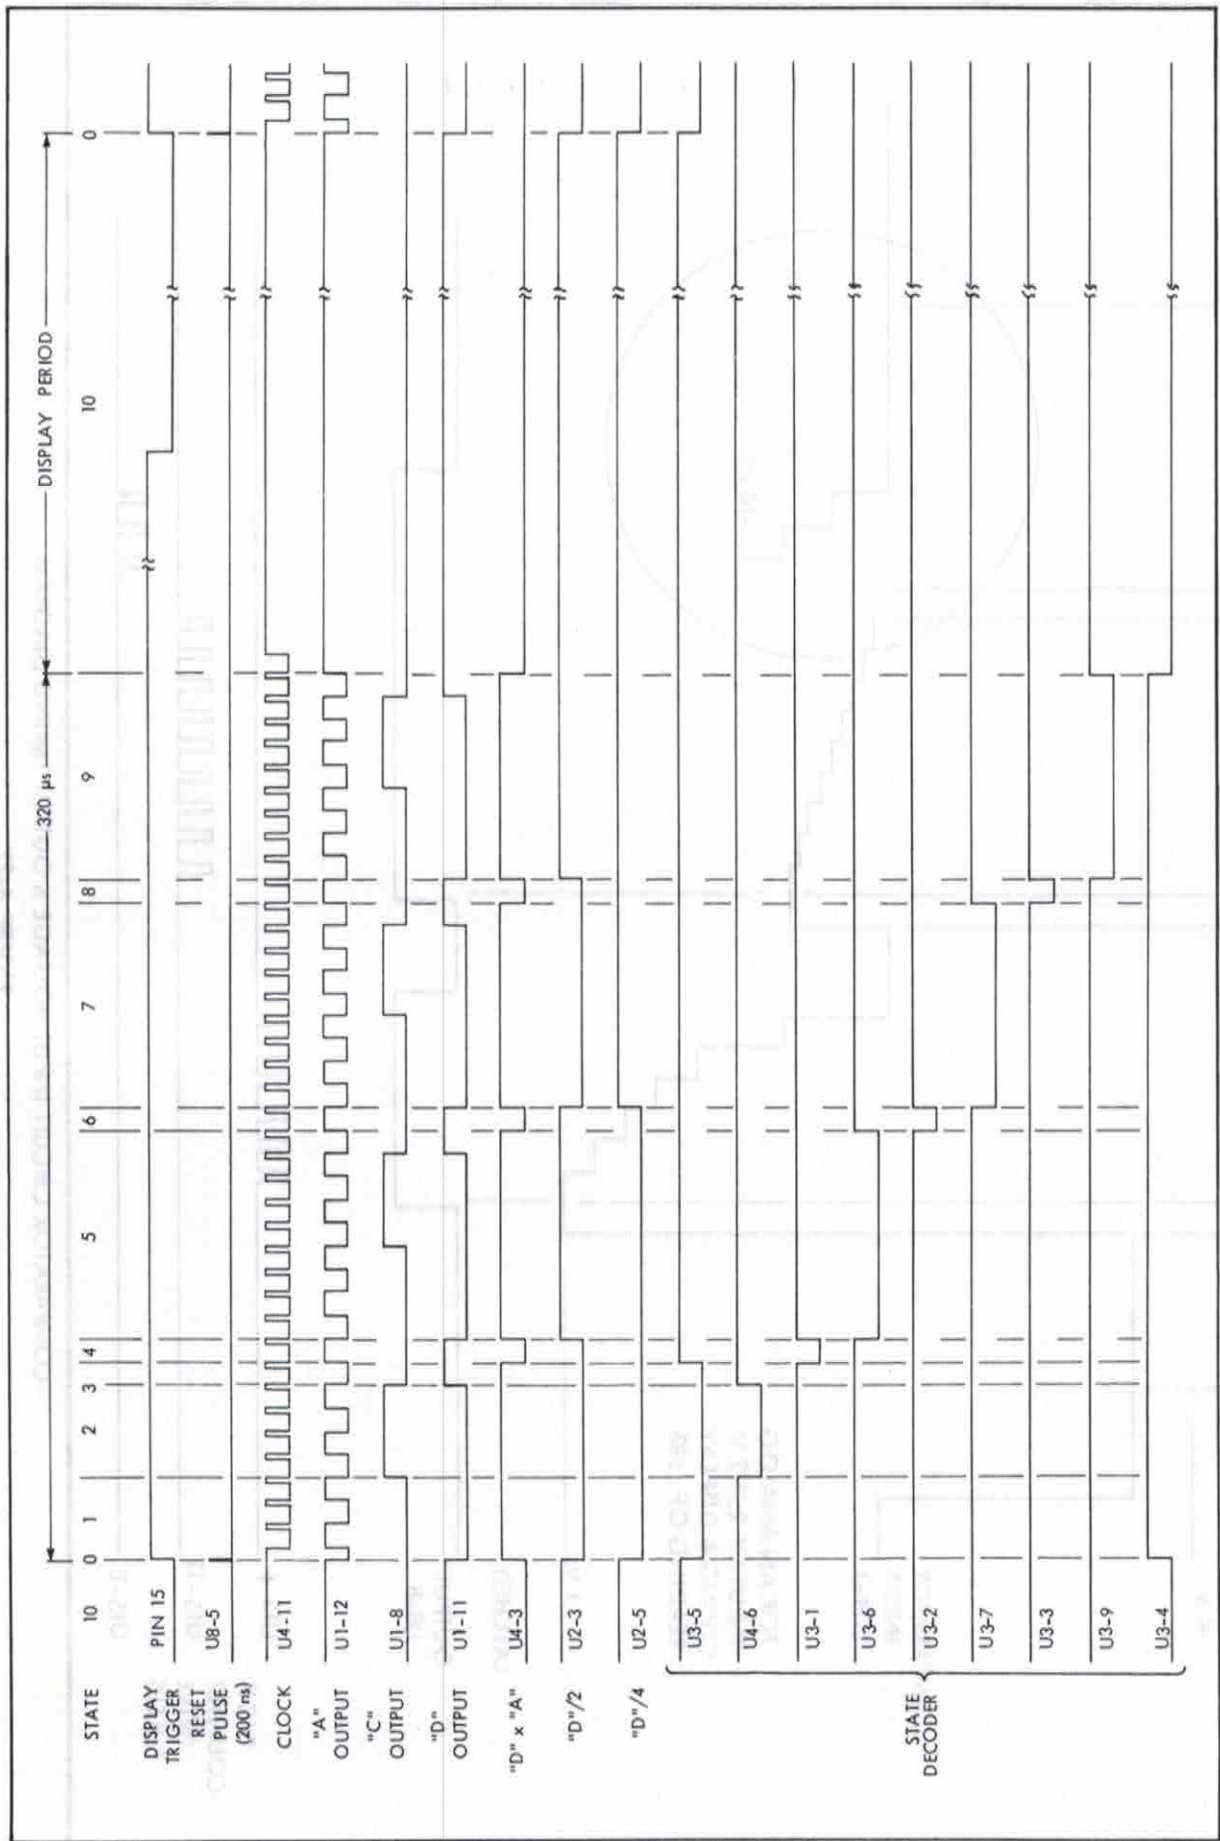 320 µs
DISPLAY PERIOD
STATE 10 0 1 2 3 4 5 6 7 8 9 10 0
DISPLAY TRIGGER PIN 15
RESET PULSE (200 ns) U8-5
CLOCK U4-11
"A" OUTPUT U1-12
"C" OUTPUT U1-8
"D" OUTPUT U1-11
"D" x "A" U4-3
"D"/2 U2-3
"D"/4 U2-5
STATE DECODER
U3-5
U4-6
U3-1
U3-6
U3-2
U3-7
U3-3
U3-9
U3-4